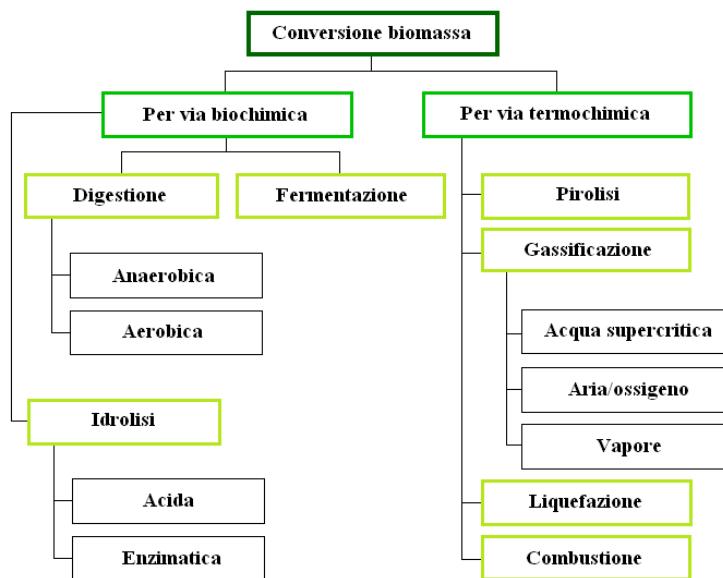 Conversione biomassa
Per via biochimica
Per via termochimica
Digestione
Fermentazione
Pirolisi
Gassificazione
Anaerobica
Aerobica
Acqua supercritica
Aria/ossigeno
Vapore
Idrolisi
Acida
Enzimatica
Liquefazione
Combustione